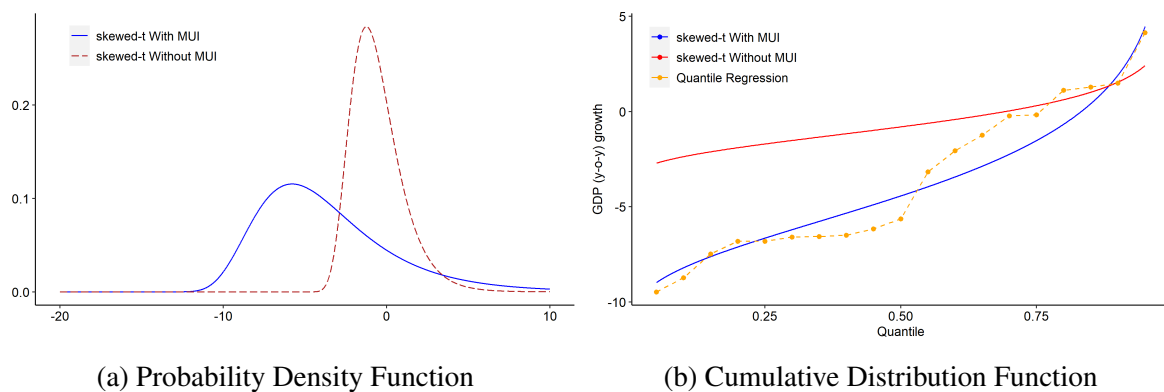 skewed-t With MUI
skewed-t Without MUI
0.2
0.1
0.0
-20
-10
0
10
(a) Probability Density Function
5
0
-5
-10
skewed-t With MUI
skewed-t Without MUI
Quantile Regression
GDP (y-o-y) growth
0.25
0.50
0.75
Quantile
(b) Cumulative Distribution Function